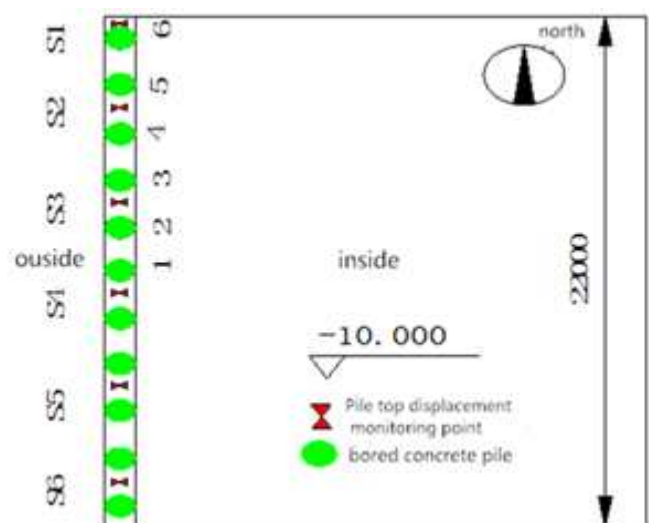 S1
6
north
5
S2
4
3
S3
2
ouside
1
inside
22000
S4
-10.000
Pile top displacement
monitoring point
S5
bored concrete pile
S6